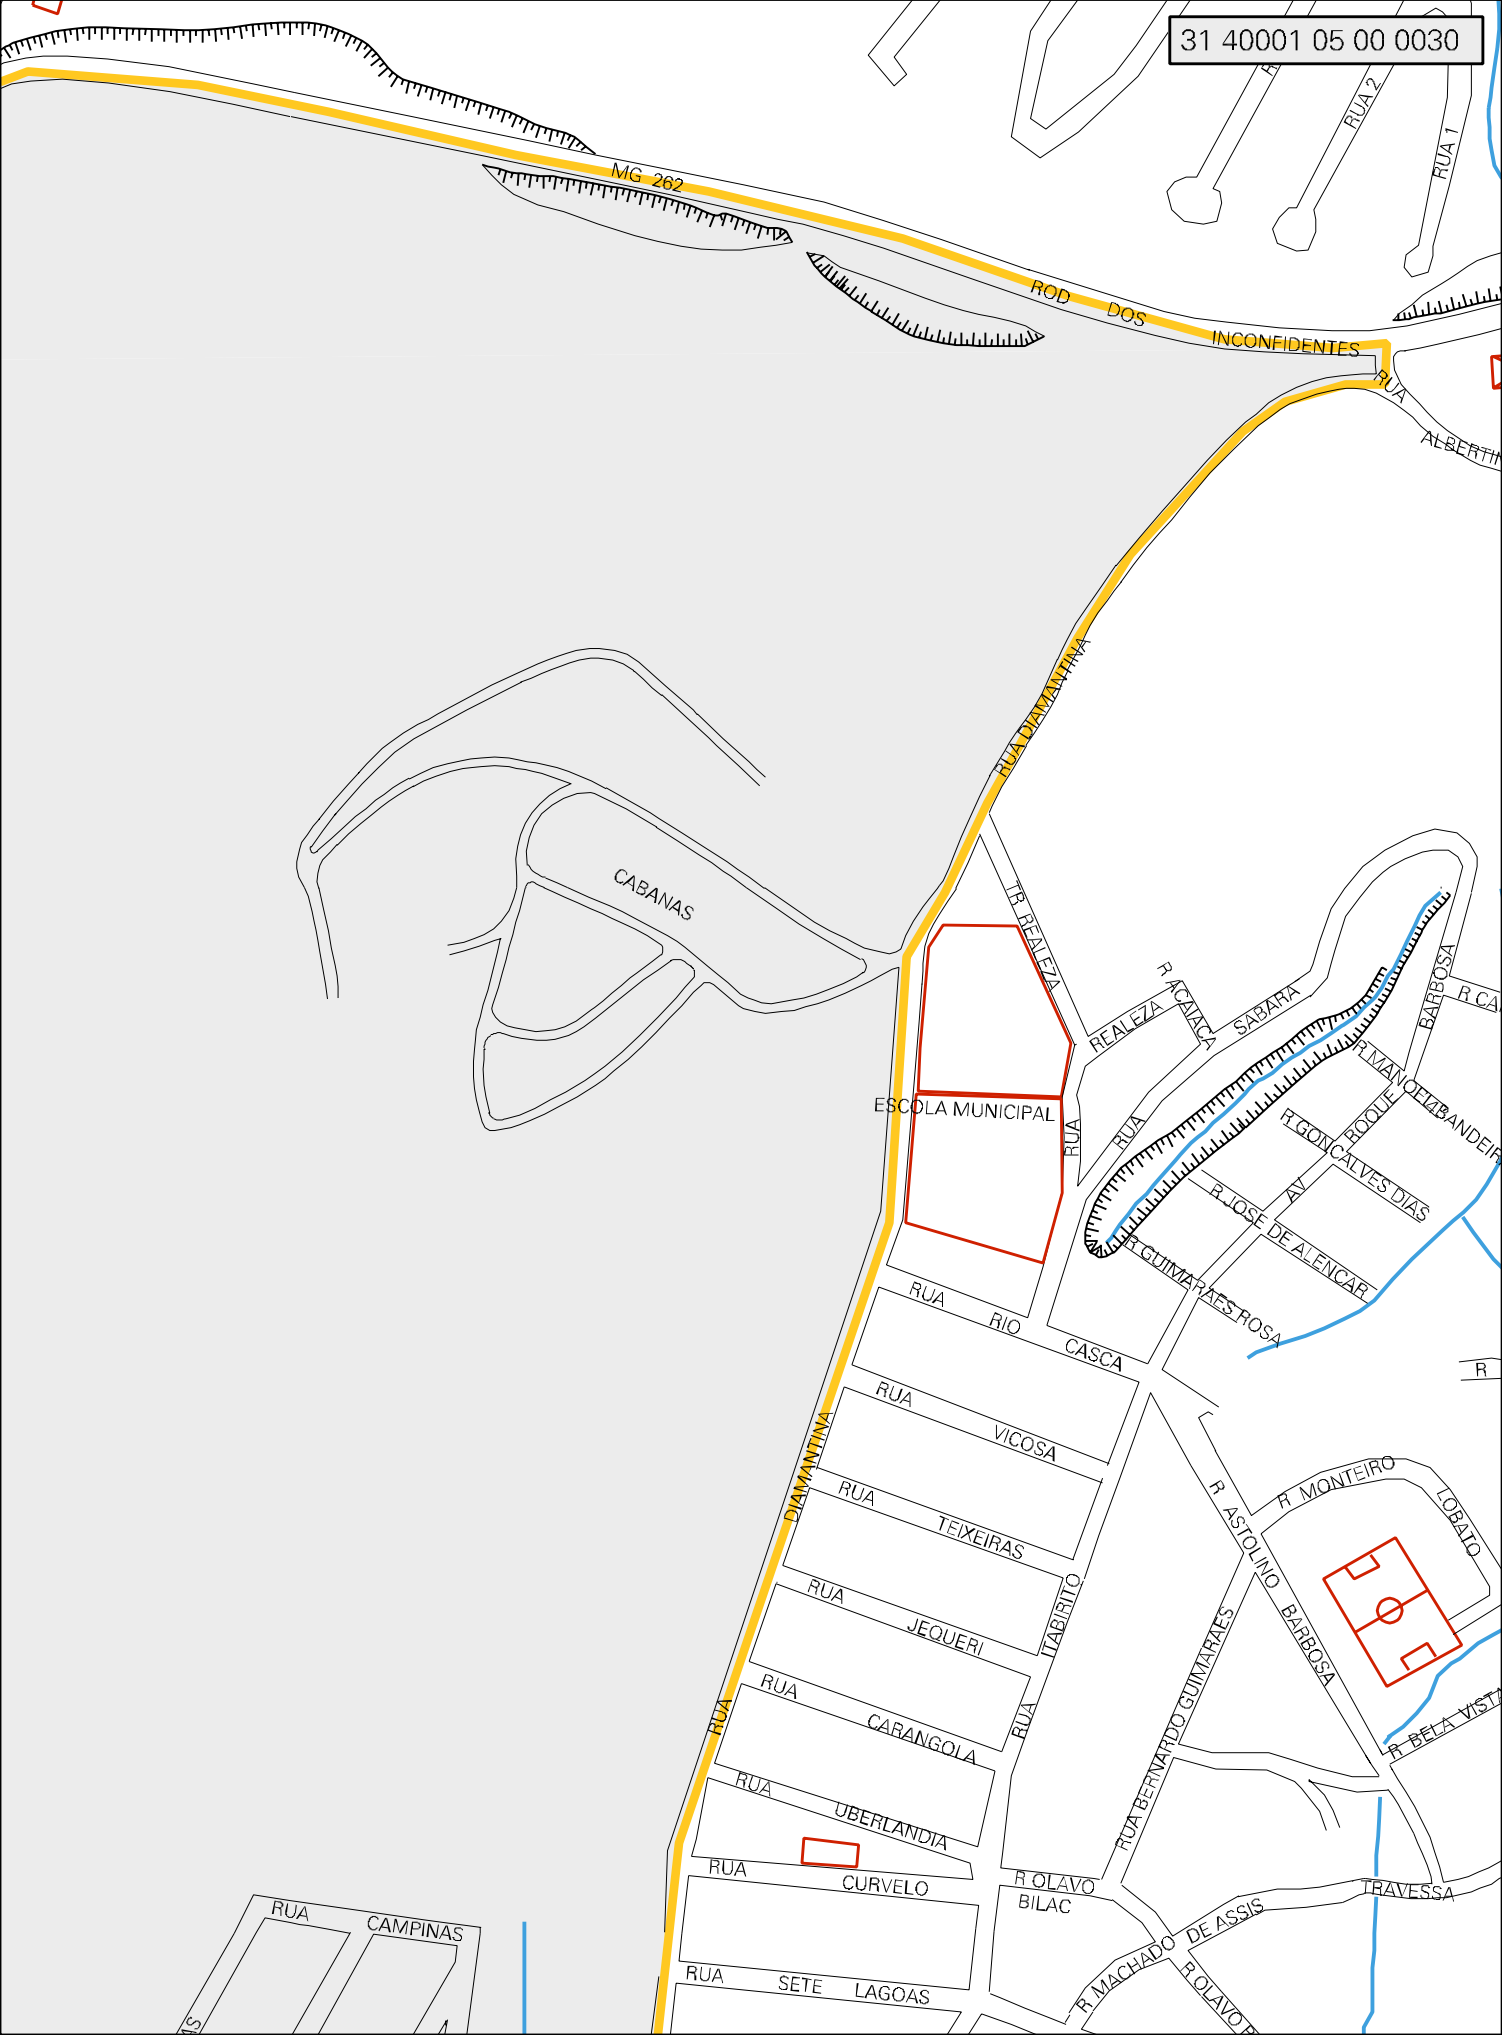 31 40001 05 00 0030
RUA 2
RUA 1
MG 262
ROD DOS INCONFIDENTES
RUA
RUA DIAMANTINA
CABANAS
TR REALEZA
R ACAIACA
REALEZA
SABARA
BARBOSA
R MANOEL BANDEIR
ESCOLA MUNICIPAL
RUA
RUA
ROQUE
R GONCALVES DIAS
AV
R JOSE DE ALENCAR
R GUIMARAES ROSA
RUA RIO CASCA
R
RUA VICOSA
DIAMANTINA
R MONTEIRO
LOBATO
RUA TEIXEIRAS
R ASTOLINO BARBOSA
RUA JEQUERI
ITABIRITO
RUA
RUA BERNARDO GUIMARAES
RUA CARANGOLA
RUA
R BELA VISTA
RUA UBERLANDIA
RUA CURVELO
R OLAVO
BILAC
TRAVESSA
RUA CAMPINAS
R MACHADO DE ASSIS
RUA SETE LAGOAS
R OLAVO